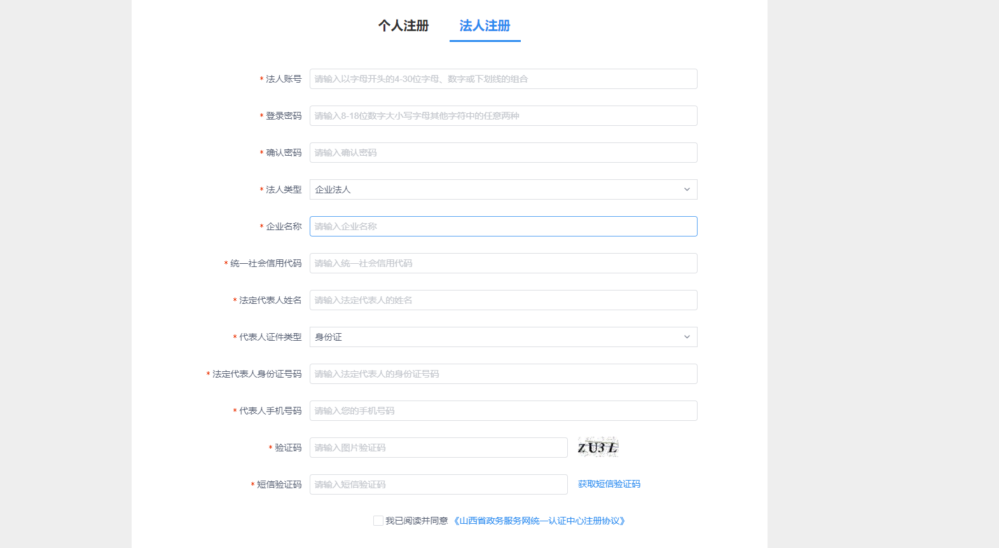 个人注册 法人注册
* 法人账号 请输入以字母开头的4-30位字母、数字或下划线的组合
* 登录密码 请输入8-18位数字大小写字母其他字符中的任意两种
* 确认密码 请输入确认密码
* 法人类型 企业法人
* 企业名称 请输入企业名称
* 统一社会信用代码 请输入统一社会信用代码
* 法定代表人姓名 请输入法定代表人的姓名
* 代表人证件类型 身份证
* 法定代表人身份证号码 请输入法定代表人的身份证号码
* 代表人手机号码 请输入您的手机号码
* 验证码 请输入图片验证码 ZU3L
* 短信验证码 请输入短信验证码 获取短信验证码
我已阅读并同意 《山西省政务服务网统一认证中心注册协议》